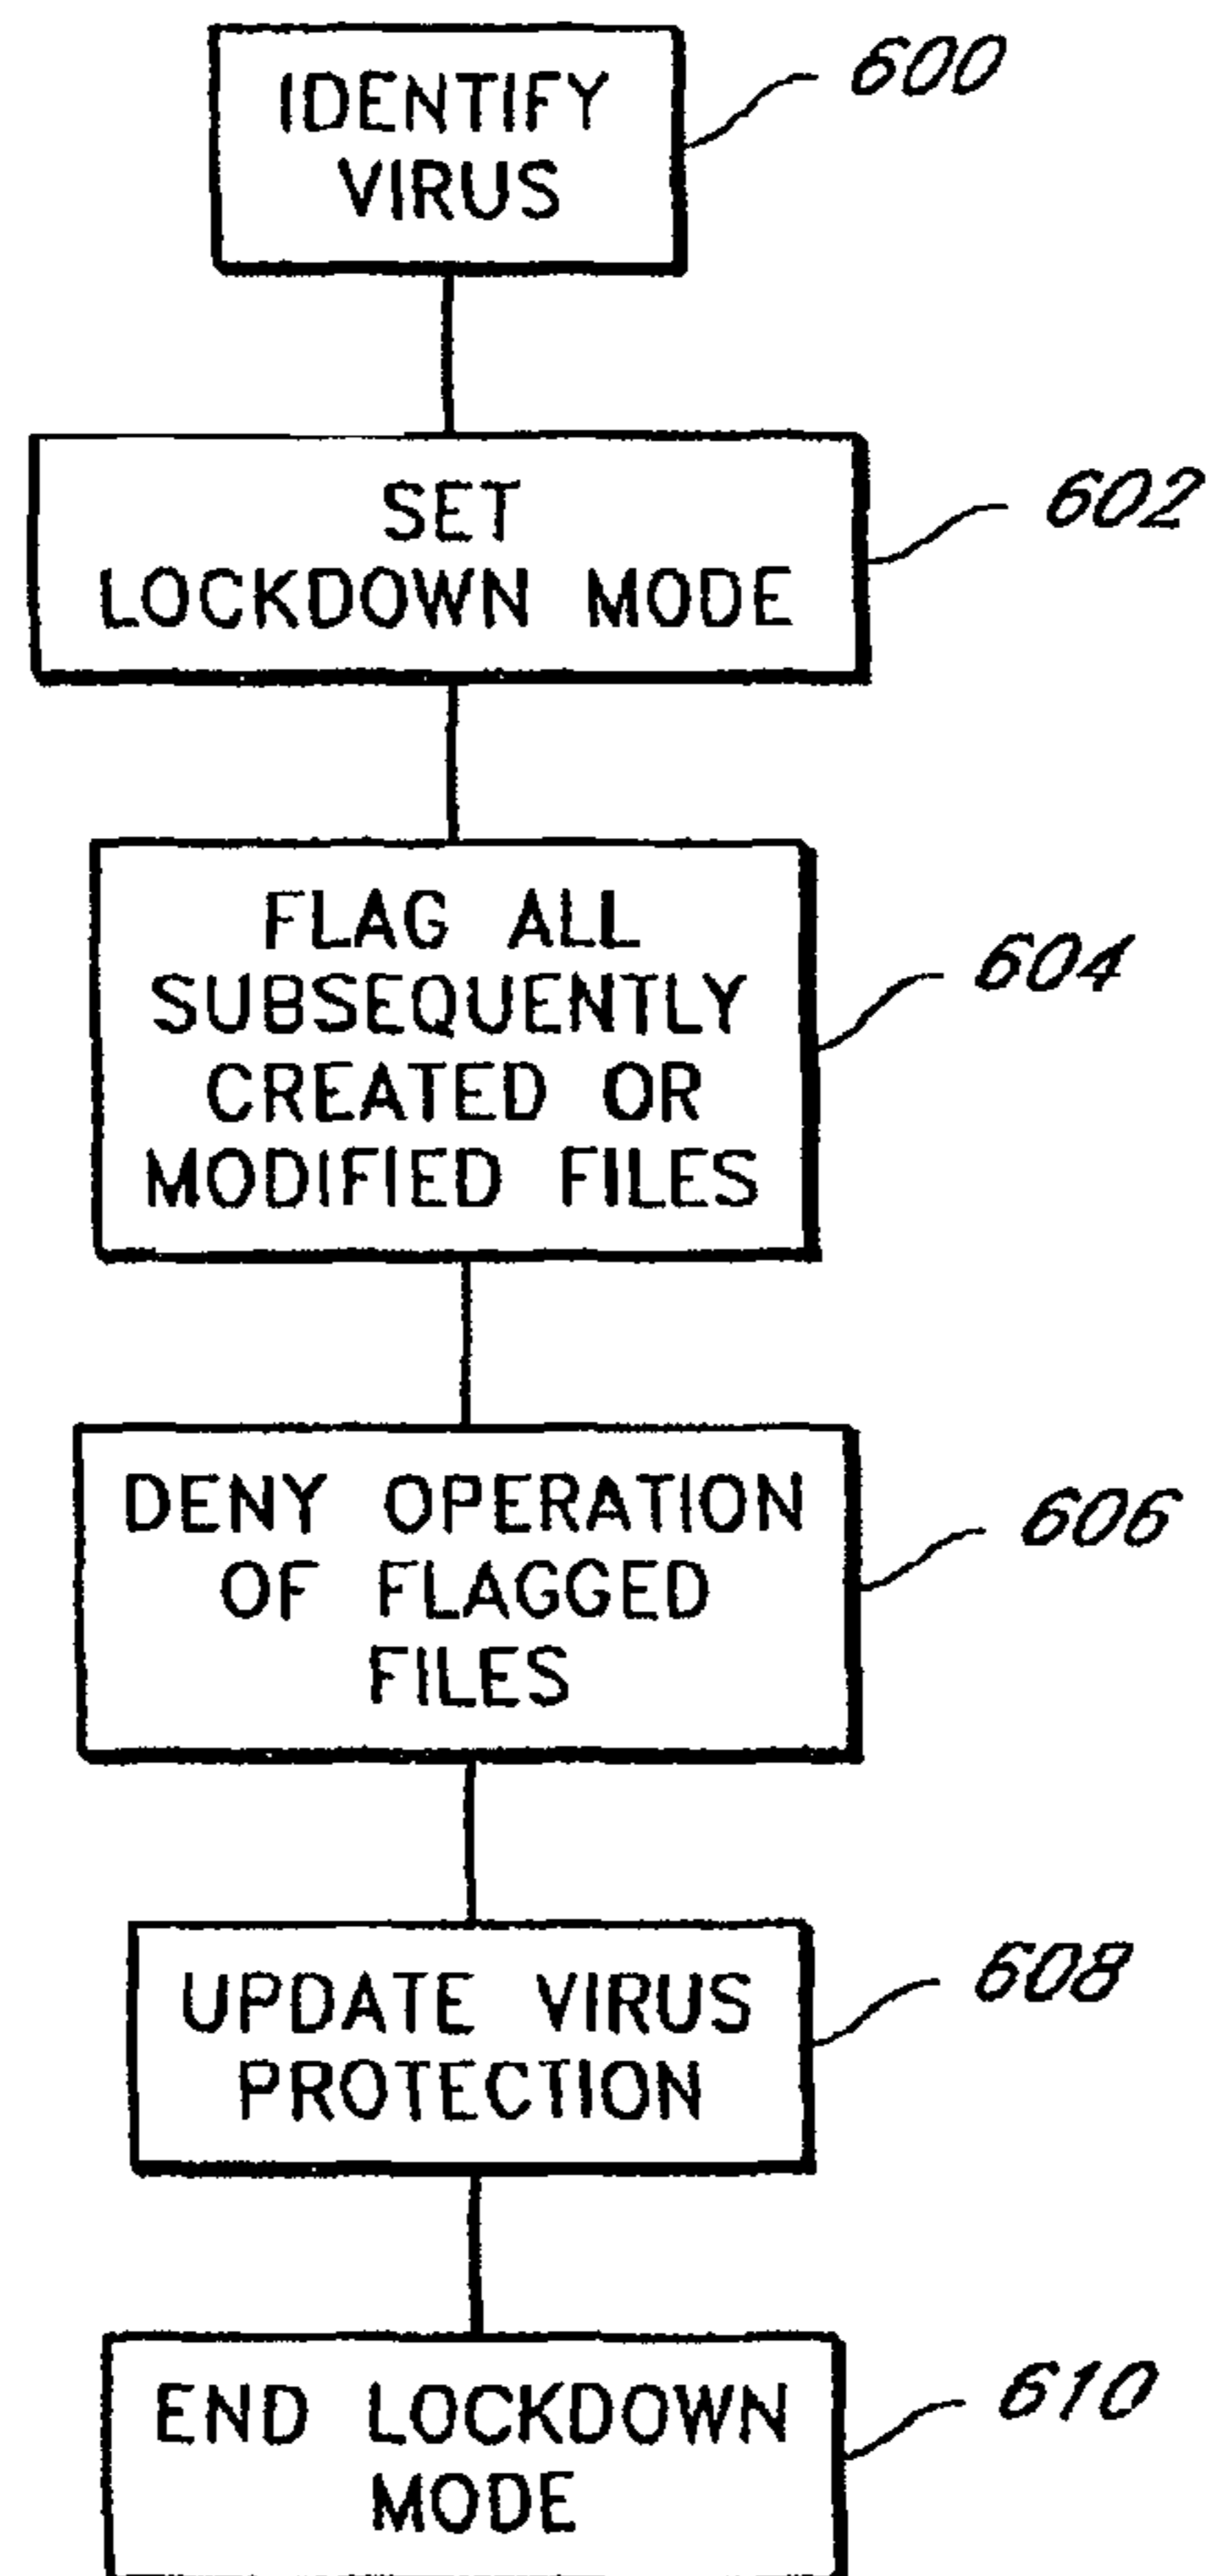 IDENTIFY
VIRUS
600
SET
LOCKDOWN MODE
602
FLAG ALL
SUBSEQUENTLY
CREATED OR
MODIFIED FILES
604
DENY OPERATION
OF FLAGGED
FILES
606
UPDATE VIRUS
PROTECTION
608
END LOCKDOWN
MODE
610